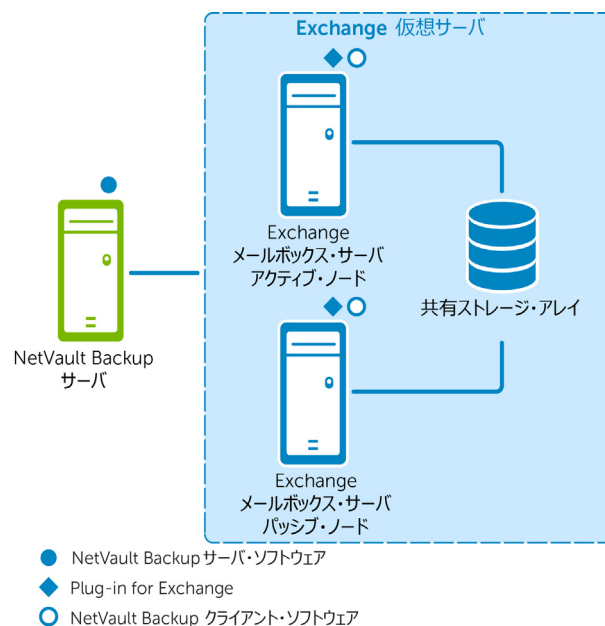 Exchange 仮想サーバ
Exchange
メールボックス・サーバ
アクティブ・ノード
共有ストレージ・アレイ
NetVault Backup
サーバ
Exchange
メールボックス・サーバ
パッシブ・ノード
NetVault Backup サーバ・ソフトウェア
Plug-in for Exchange
NetVault Backup クライアント・ソフトウェア